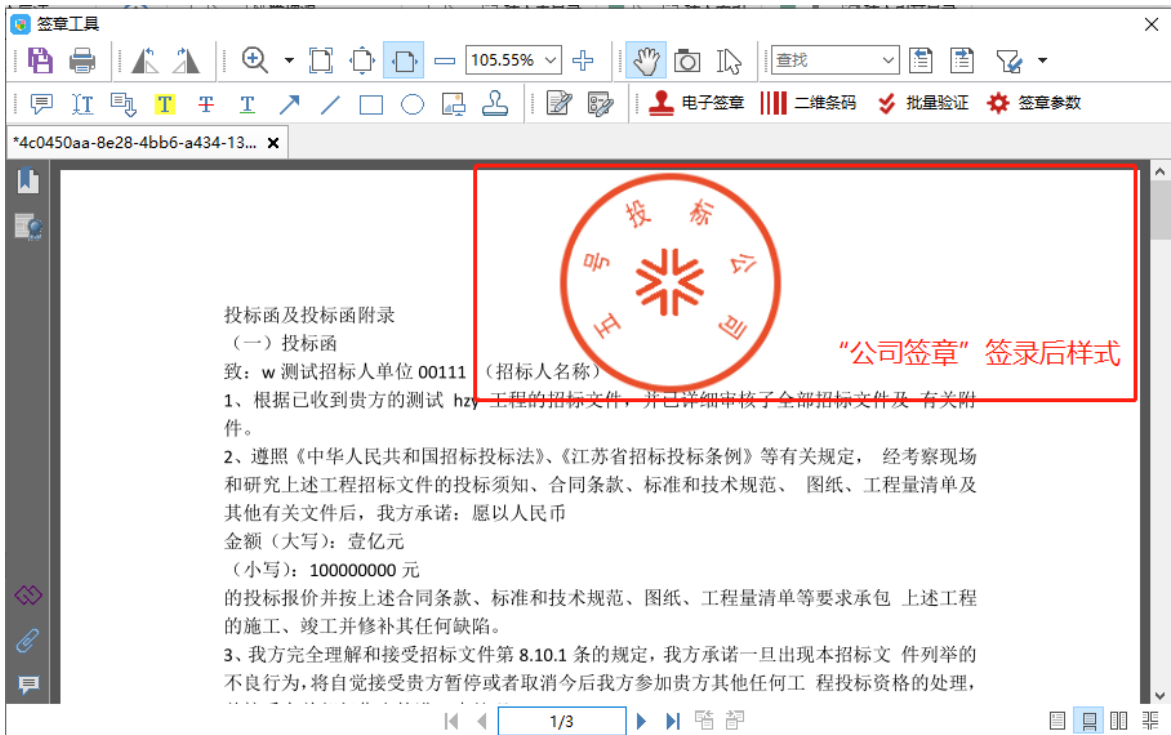 签章工具
105.55%
查找
电子签章
二维条码
批量验证
签章参数
*4c0450aa-8e28-4bb6-a434-13...
五号投标公司
“公司签章”签录后样式
投标函及投标函附录
（一）投标函
致：w 测试招标人单位 00111 （招标人名称）
1、根据已收到贵方的测试 hzy 工程的招标文件，并已详细审核了全部招标文件及 有关附
件。
2、遵照《中华人民共和国招标投标法》、《江苏省招标投标条例》等有关规定， 经考察现场
和研究上述工程招标文件的投标须知、合同条款、标准和技术规范、 图纸、工程量清单及
其他有关文件后，我方承诺：愿以人民币
金额（大写）：壹亿元
（小写）：100000000 元
的投标报价并按上述合同条款、标准和技术规范、图纸、工程量清单等要求承包 上述工程
的施工、竣工并修补其任何缺陷。
3、我方完全理解和接受招标文件第 8.10.1 条的规定，我方承诺一旦出现本招标文 件列举的
不良行为，将自觉接受贵方暂停或者取消今后我方参加贵方其他任何工 程投标资格的处理，
1/3